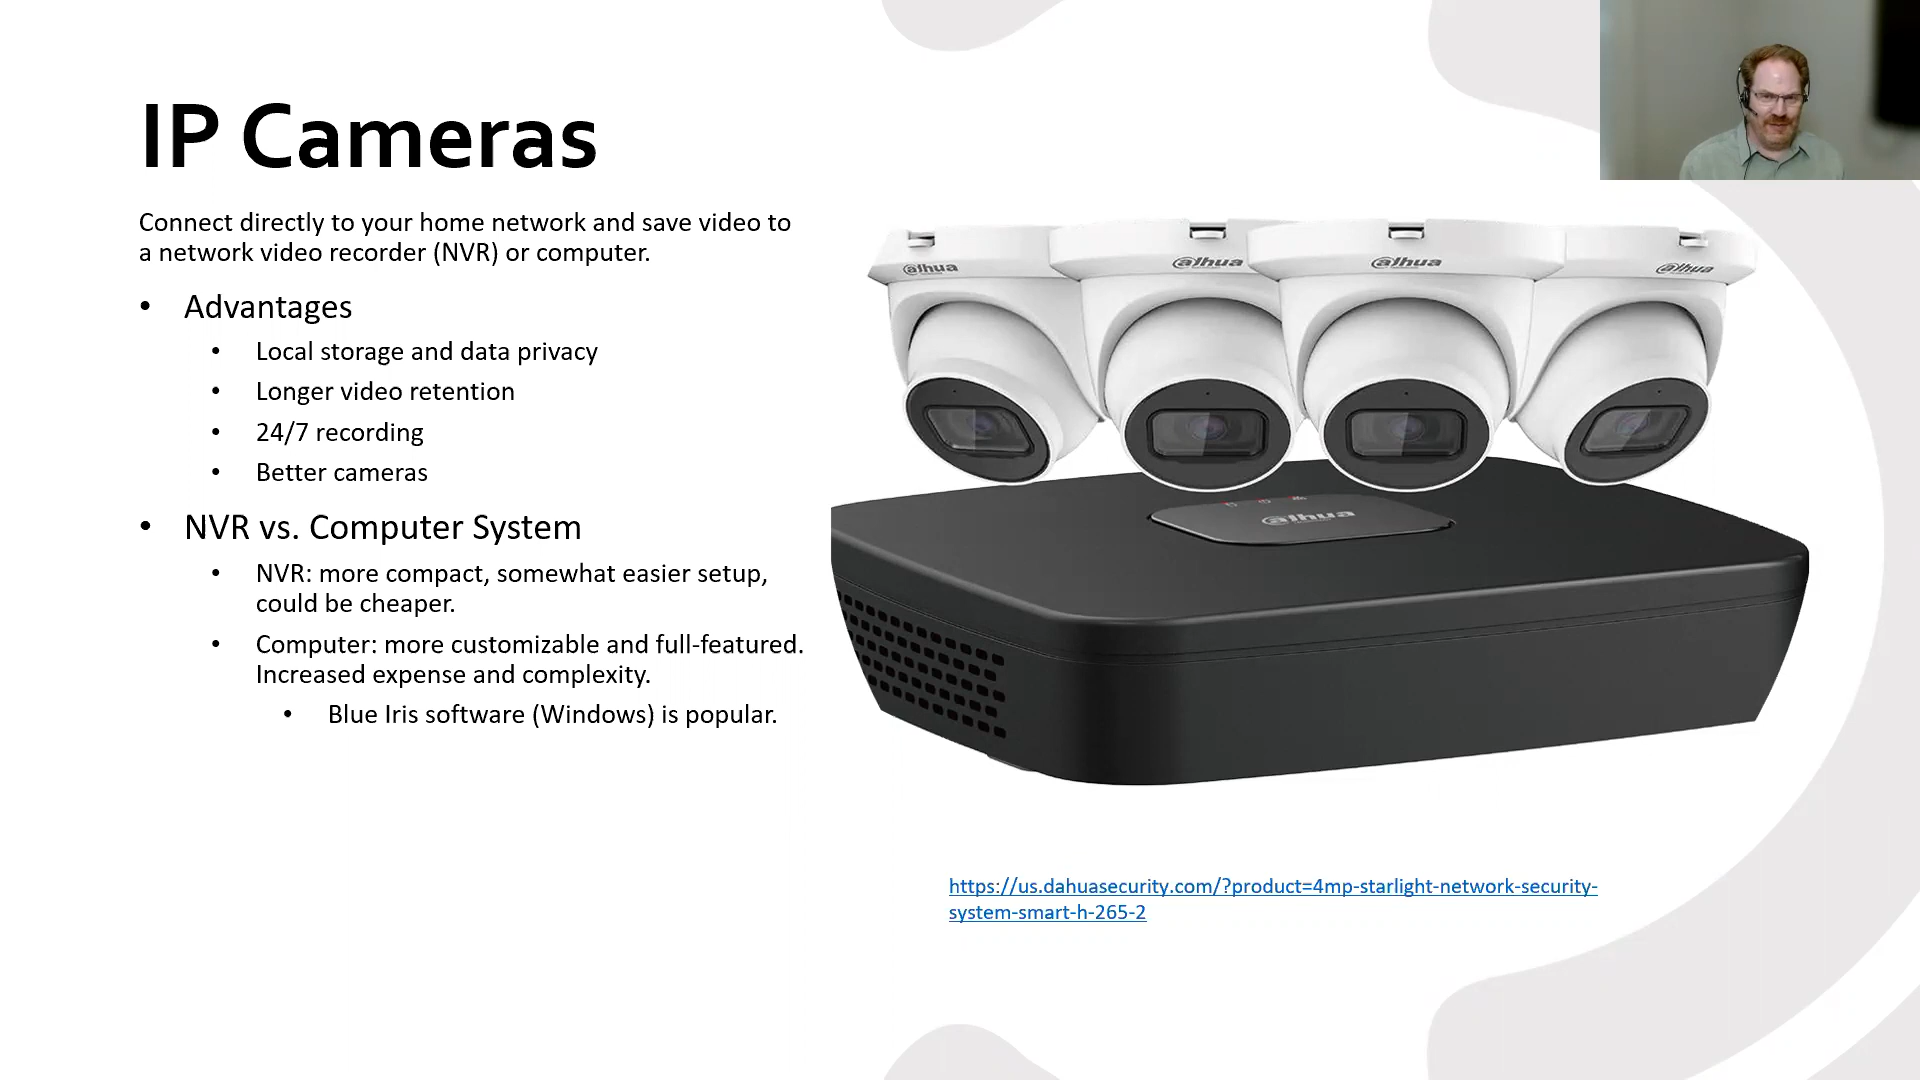 IP Cameras
Connect directly to your home network and save video to
a network video recorder (NVR) or computer.
• Advantages
• Local storage and data privacy
• Longer video retention
• 24/7 recording
• Better cameras
• NVR vs. Computer System
• NVR: more compact, somewhat easier setup,
could be cheaper.
• Computer: more customizable and full-featured.
Increased expense and complexity.
• Blue Iris software (Windows) is popular.
alhua
alhua
alhua
alhua
alhua
https://us.dahuasecurity.com/?product=4mp-starlight-network-security-
system-smart-h-265-2